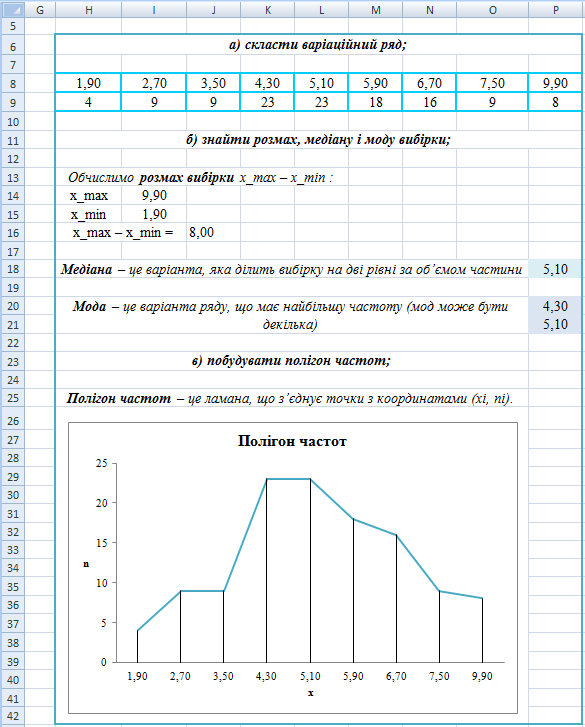 G H I J K L M N O P
5
6 а) скласти варіаційний ряд;
7
8 1,90 2,70 3,50 4,30 5,10 5,90 6,70 7,50 9,90
9 4 9 9 23 23 18 16 9 8
10
11 б) знайти розмах, медіану і моду вибірки;
12
13 Обчислимо розмах вибірки x_max – x_min :
14 x_max 9,90
15 x_min 1,90
16 x_max – x_min = 8,00
17
18 Медиана – це варіанта, яка ділить вибірку на дві рівні за об’ємом частини 5,10
19
20 Мода – це варіанта ряду, що має найбільшу частоту (мод може бути 4,30
21 декілька) 5,10
22
23 в) побудувати полігон частот;
24
25 Полігон частот – це ламана, що з’єднує точки з координатами (хі, пі).
26
27 Полігон частот
28
29 25
30
31 20
32
33 15
34 n
35 10
36
37 5
38
39 0
40 1,90 2,70 3,50 4,30 5,10 5,90 6,70 7,50 9,90
41 x
42